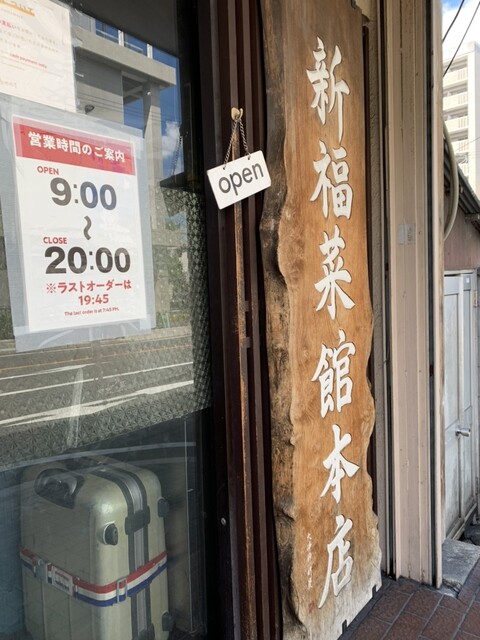 営業時間のご案内
OPEN
9:00
~
CLOSE
20:00
※ラストオーダーは
19:45
open
新福菜館本店